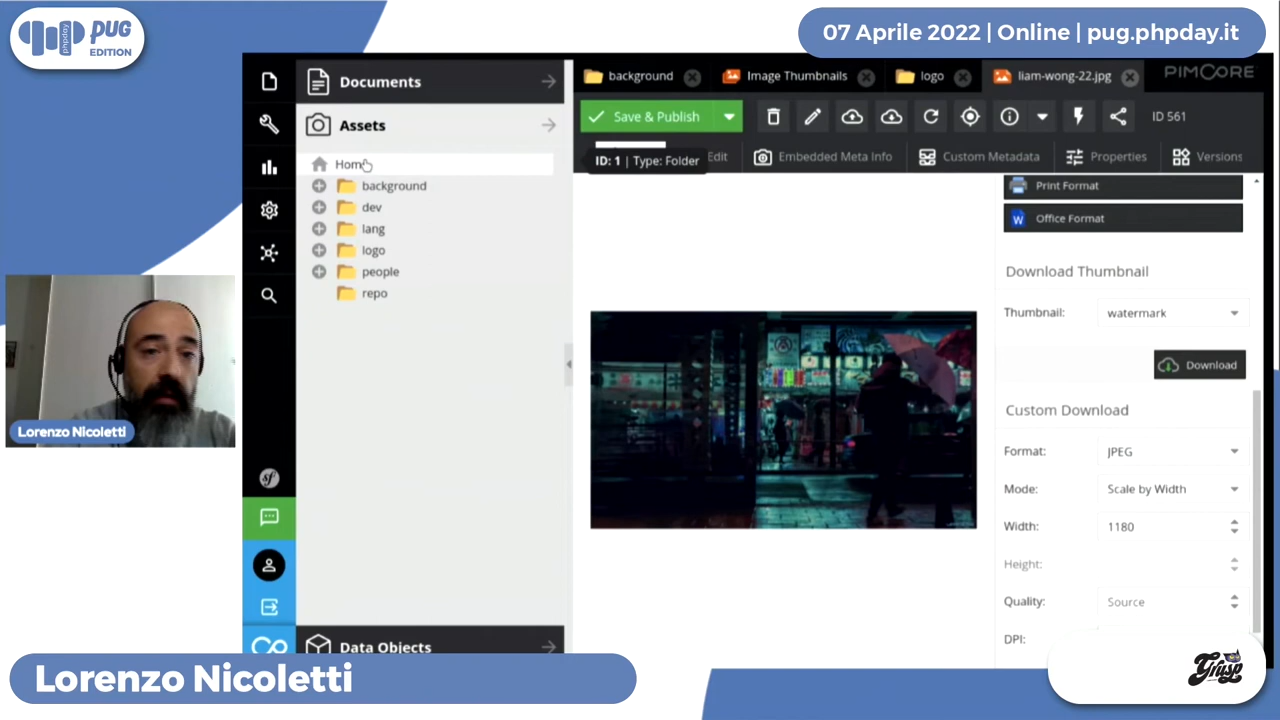 phpday
PUG
EDITION
07 Aprile 2022 | Online | pug.phpday.it
Documents
Assets
Home
background
dev
lang
logo
people
repo
Data Objects
background
Image Thumbnails
logo
liam-wong-22.jpg
PIMCORE
Save & Publish
ID 561
ID: 1 | Type: Folder
Edit
Embedded Meta Info
Custom Metadata
Properties
Versions
Print Format
W
Office Format
Download Thumbnail
Thumbnail: watermark
Download
Custom Download
Format: JPEG
Mode: Scale by Width
Width: 1180
Height:
Quality: Source
DPI:
sf
Lorenzo Nicoletti
Lorenzo Nicoletti
Grusp